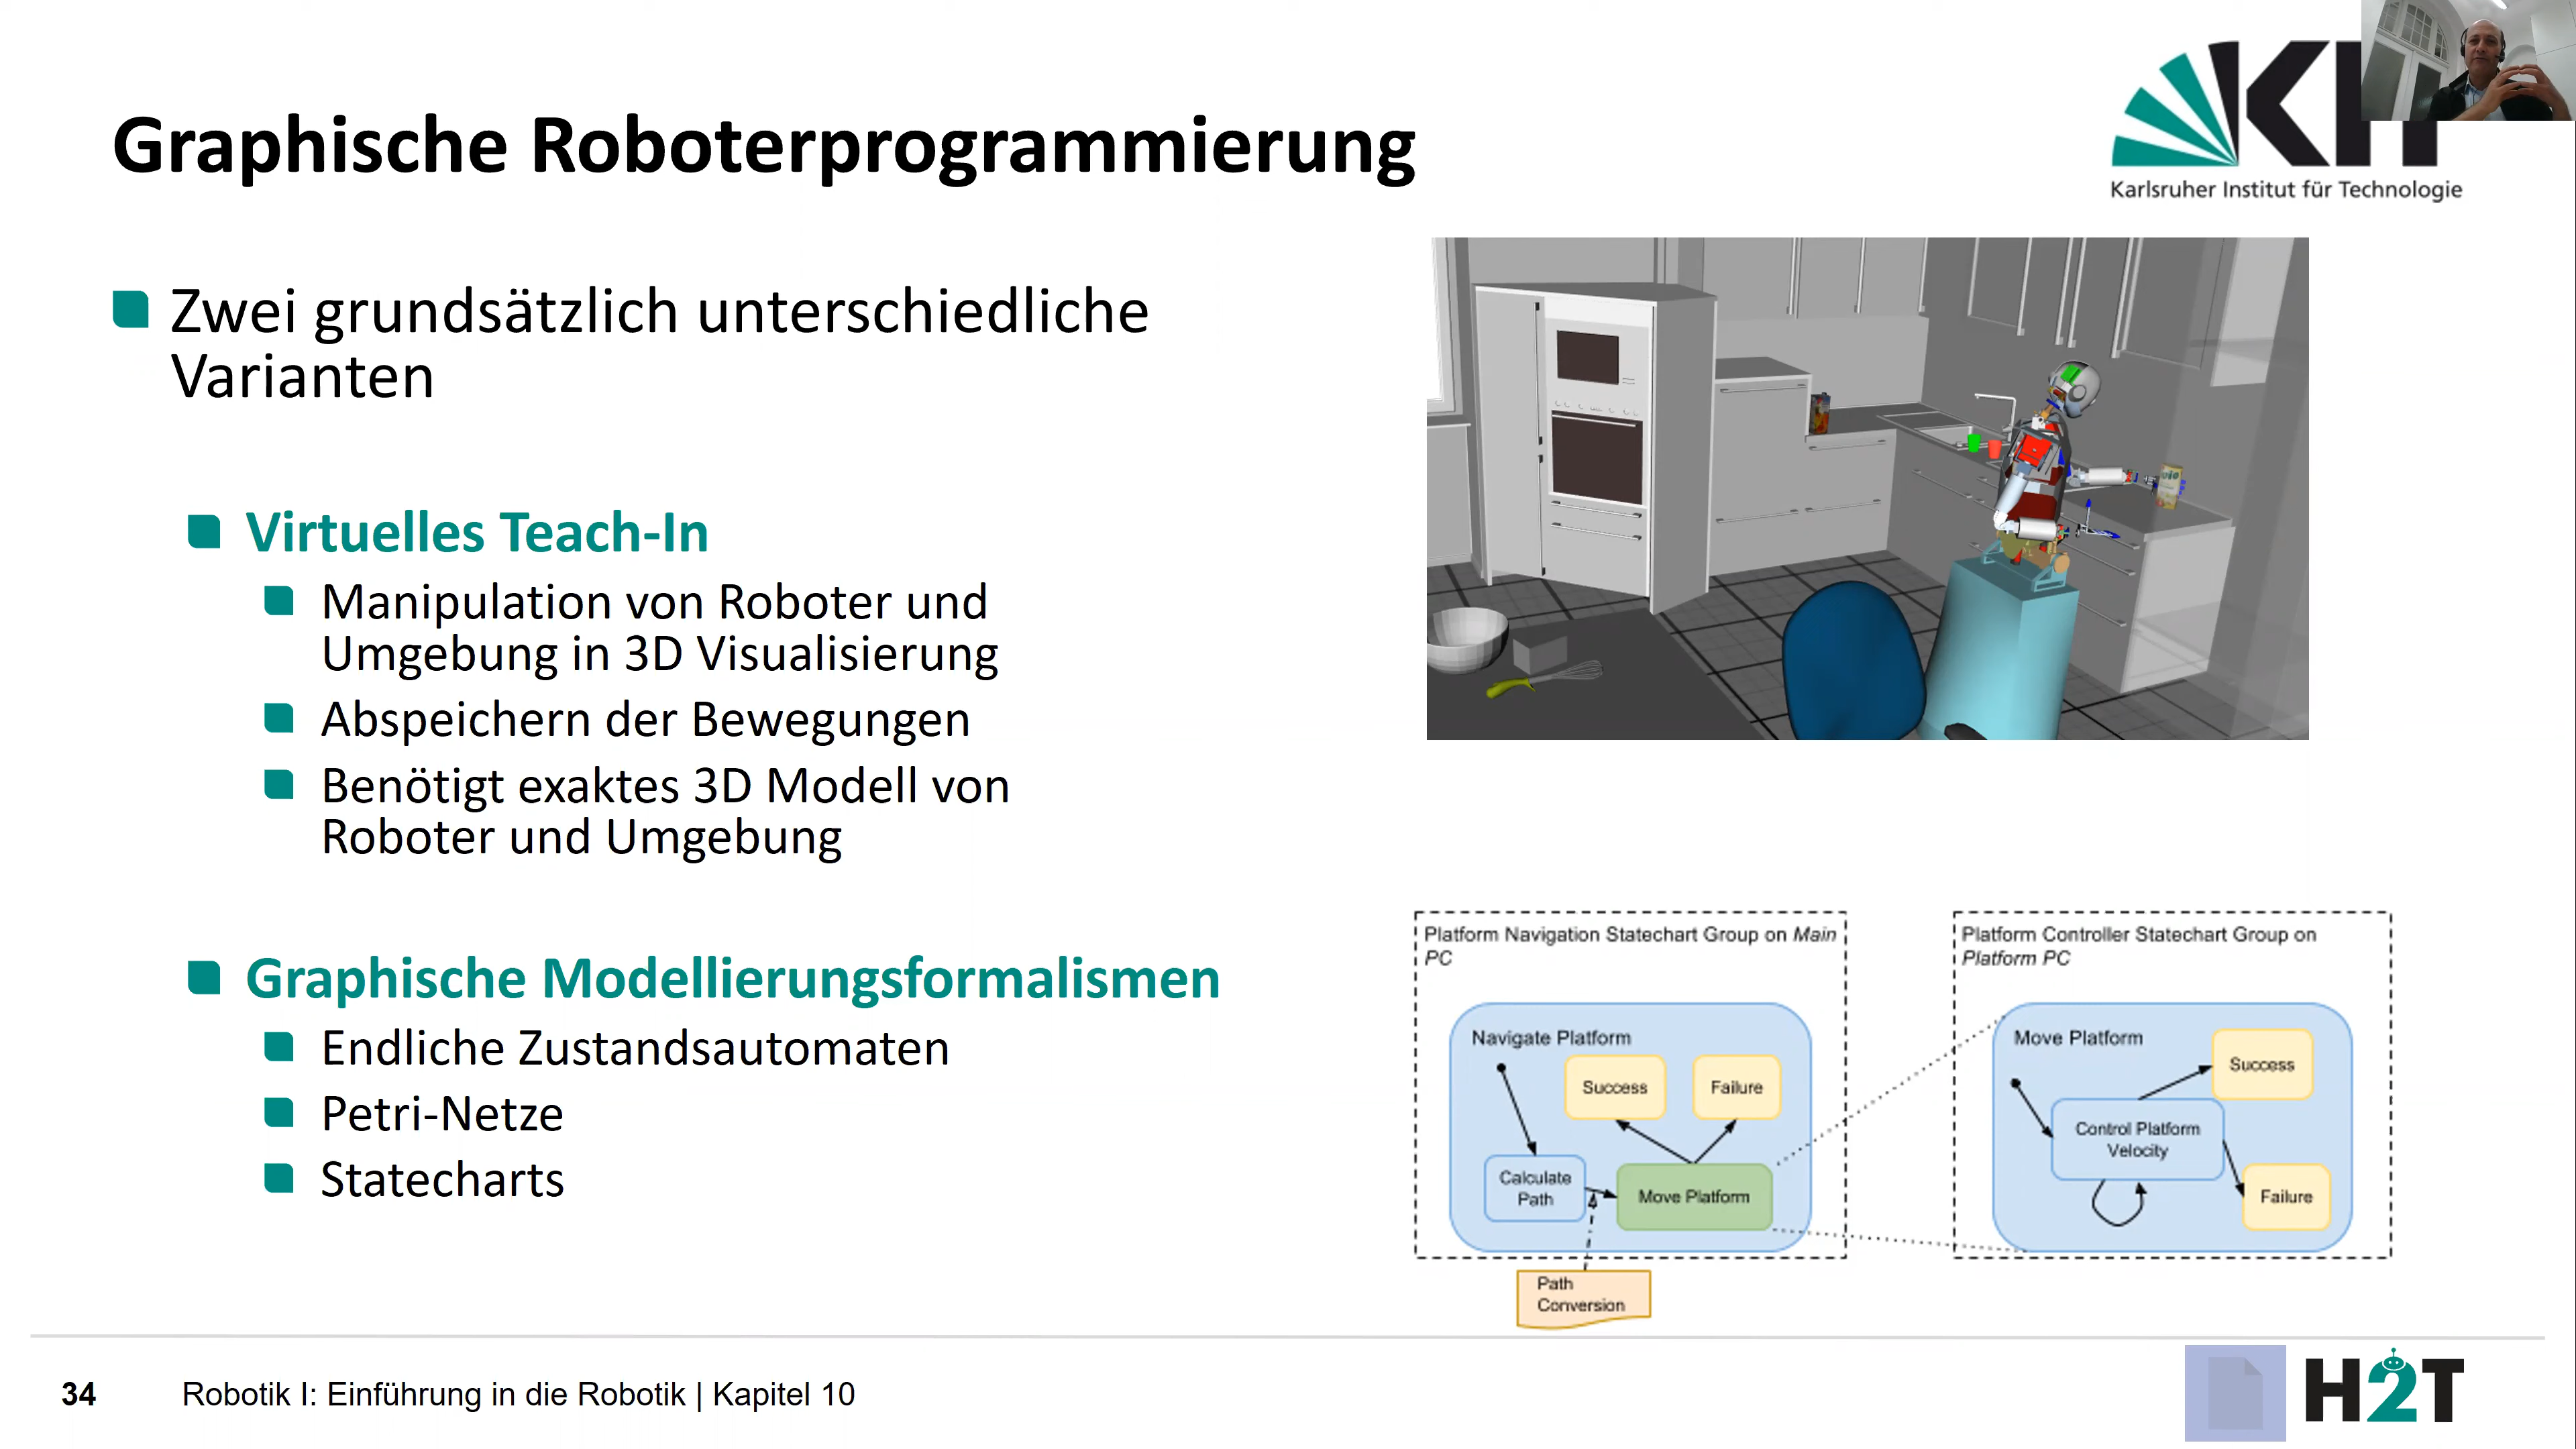 Graphische Roboterprogrammierung
Karlsruher Institut für Technologie
Zwei grundsätzlich unterschiedliche
Varianten
Virtuelles Teach-In
Manipulation von Roboter und
Umgebung in 3D Visualisierung
Abspeichern der Bewegungen
Benötigt exaktes 3D Modell von
Roboter und Umgebung
Graphische Modellierungsformalismen
Endliche Zustandsautomaten
Petri-Netze
Statecharts
Platform Navigation Statechart Group on Main
PC
Navigate Platform
Success
Failure
Calculate
Path
Move Platform
Path
Conversion
Platform Controller Statechart Group on
Platform PC
Move Platform
Success
Control Platform
Velocity
Failure
34
Robotik I: Einführung in die Robotik | Kapitel 10
H2T